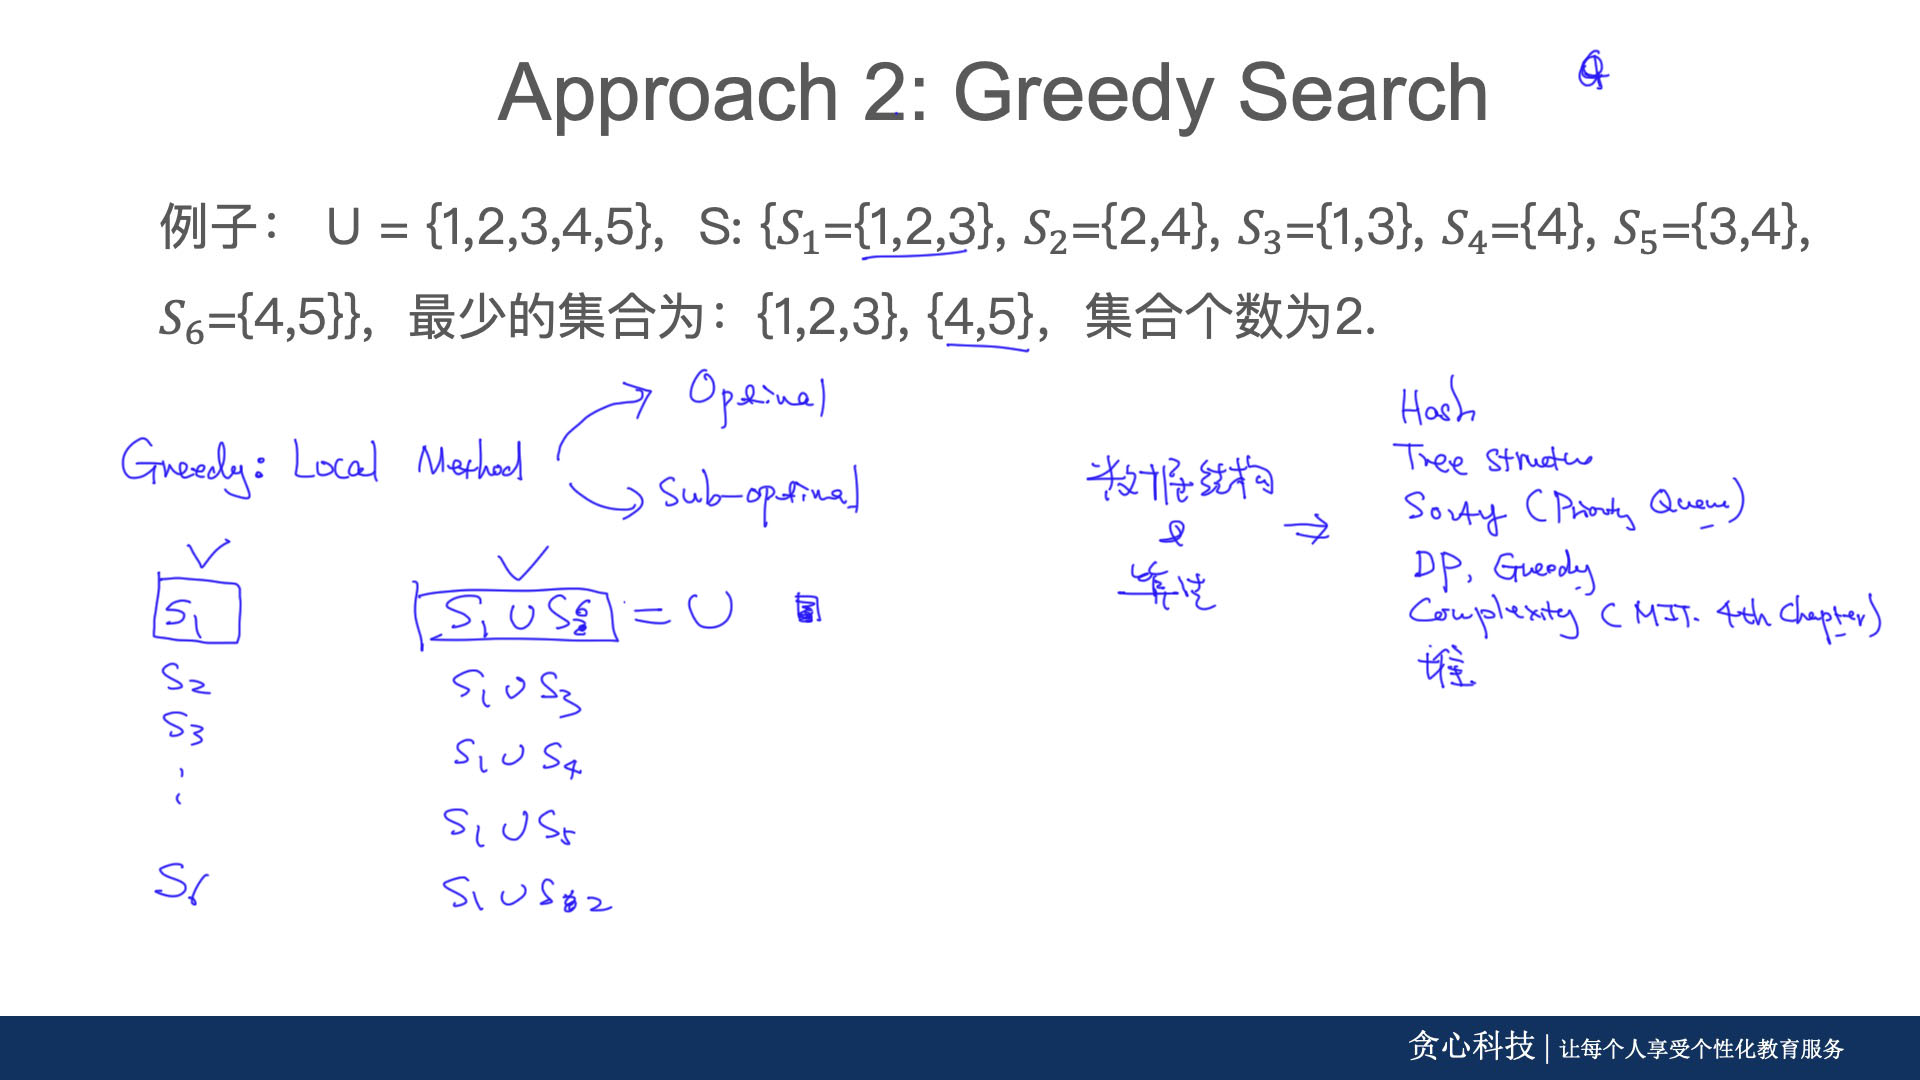 Approach 2: Greedy Search
例子： U = {1,2,3,4,5}, S: {S₁={1,2,3}, S₂={2,4}, S₃={1,3}, S₄={4}, S₅={3,4},
S₆={4,5}}, 最少的集合为：{1,2,3}, {4,5}, 集合个数为2.
Greedy: Local Method
Optimal
Sub-optimal
S₁
S₂
S₃
S₆
S₁ ∪ S₆ = U
S₁ ∪ S₃
S₁ ∪ S₄
S₁ ∪ S₅
S₁ ∪ S₂
数据结构
&
算法
⇒
Hash
Tree structure
(Priority Queue)
DP, Greedy
Complexity (MIT. 4th Chapter)
堆
贪心科技 | 让每个人享受个性化教育服务